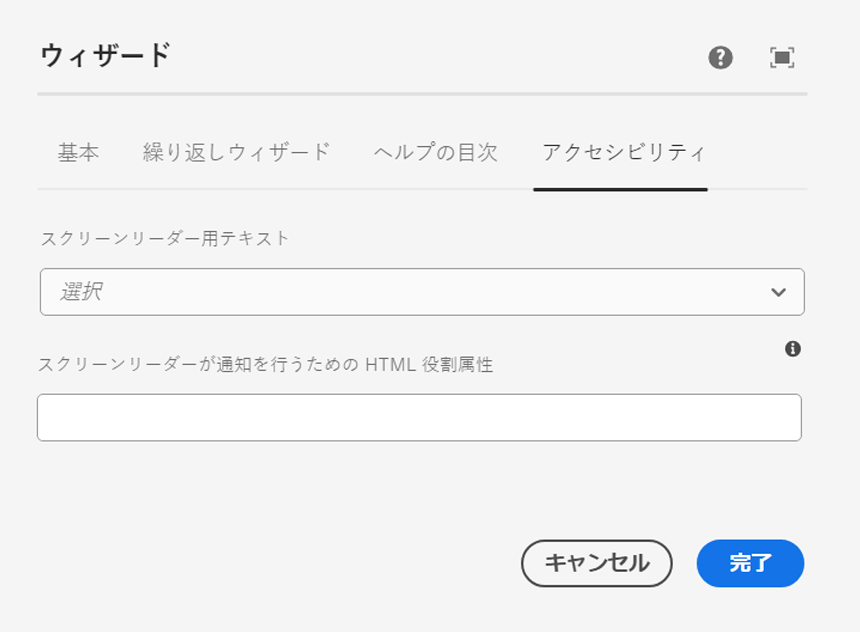 ウィザード
基本 繰り返しウィザード ヘルプの目次 アクセシビリティ
スクリーンリーダー用テキスト
選択
スクリーンリーダーが通知を行うための HTML 役割属性
キャンセル 完了